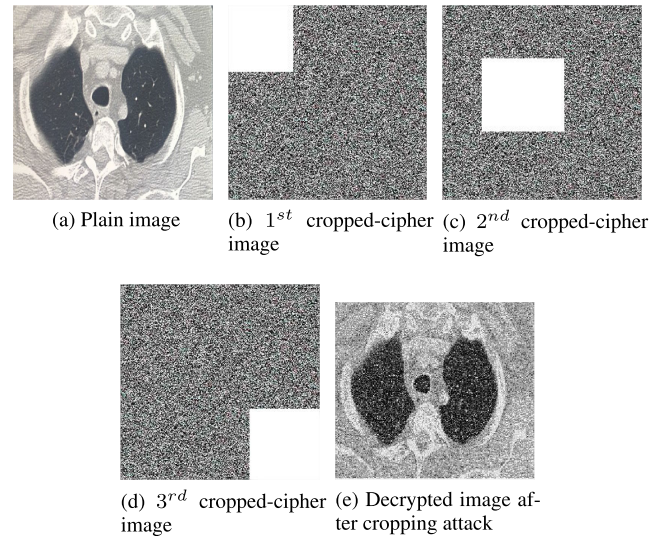 (a) Plain image
(b) 1st cropped-cipher
image
(c) 2nd cropped-cipher
image
(d) 3rd cropped-cipher
image
(e) Decrypted image af-
ter cropping attack